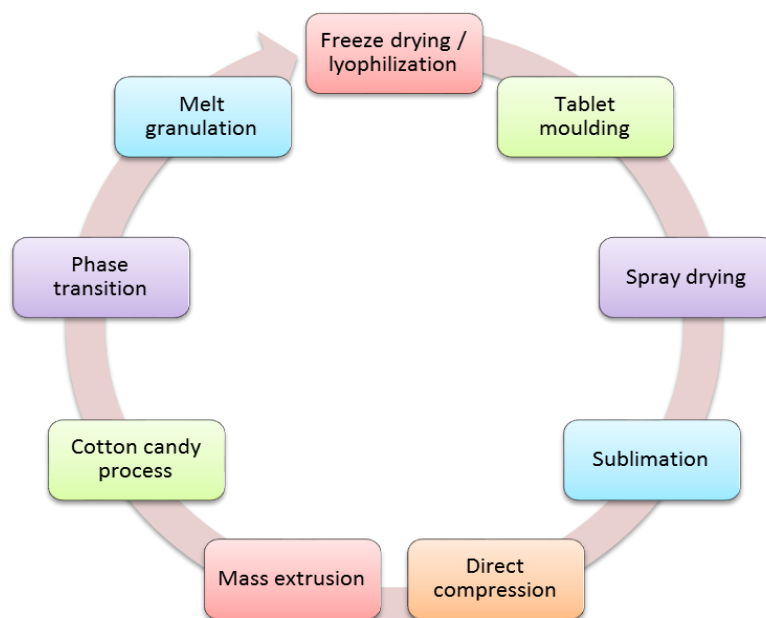 Freeze drying /
lyophilization
Tablet
moulding
Spray drying
Sublimation
Direct
compression
Mass extrusion
Cotton candy
process
Phase
transition
Melt
granulation